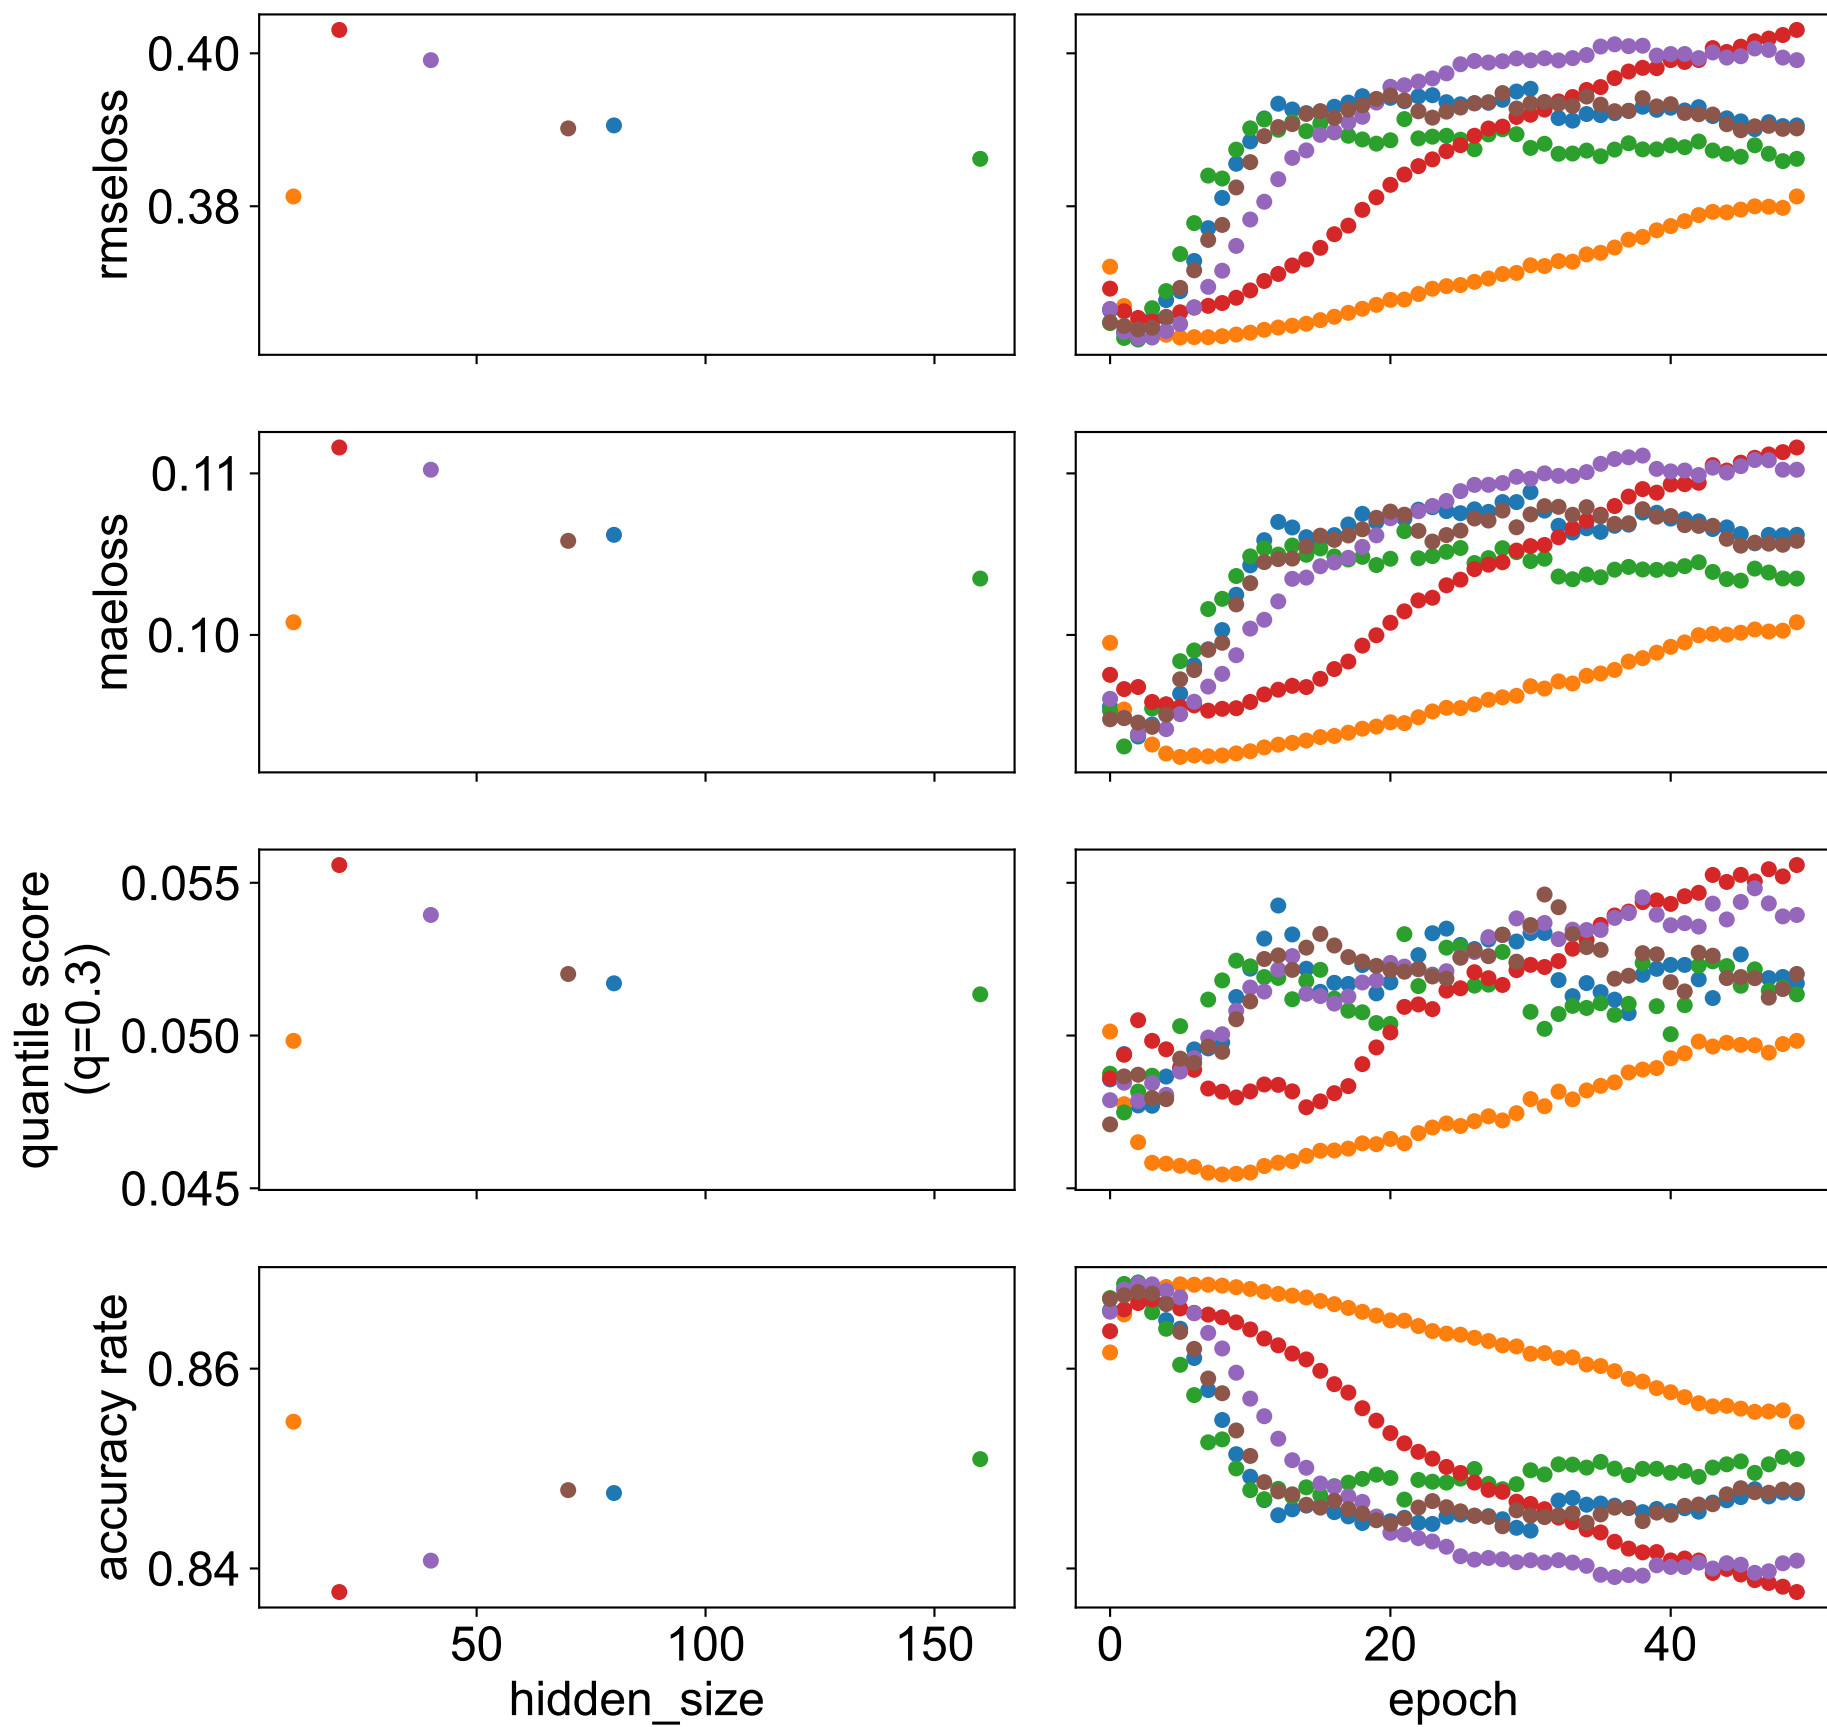 0.40
0.38
rmseloss
0.11
0.10
maeloss
0.055
0.050
0.045
quantile score
(q=0.3)
0.86
0.84
accuracy rate
50 100 150
hidden_size
0 20 40
epoch